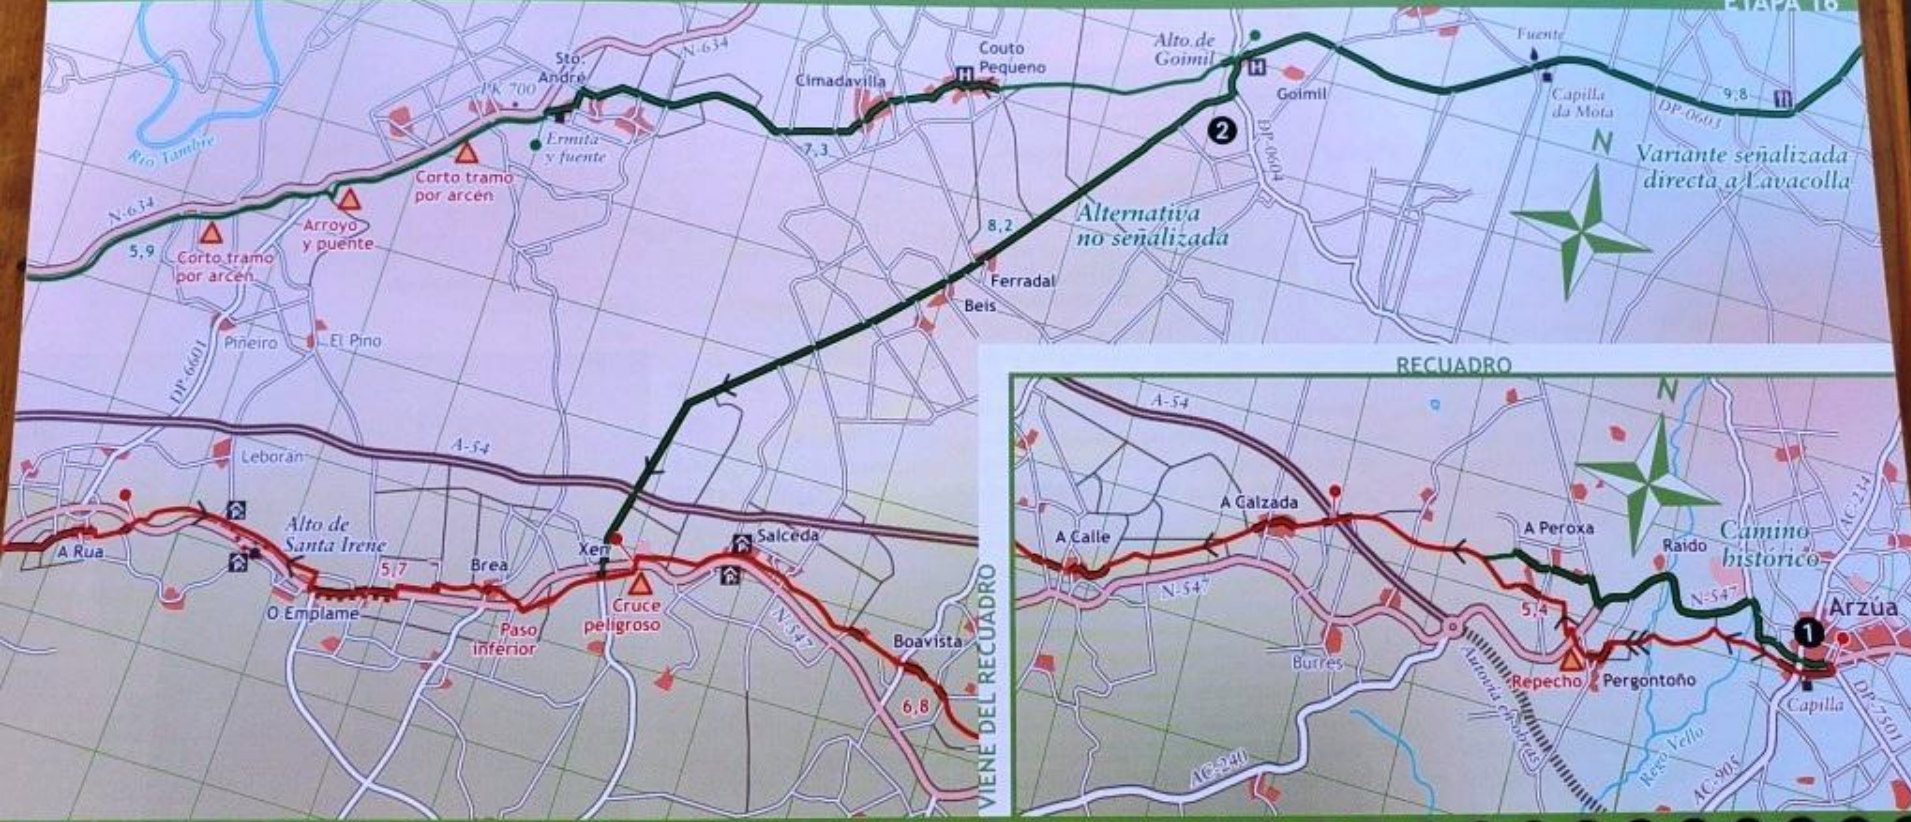 ETAPA 16
N-634
Sto.
André
PK 700
Cimadavilla
Couto
Pequeno
Alto de
Goimil
Goimil
Fuente
Capilla
da Mota
9,8
DP-0603
Río Tambre
Ermita
y fuente
7,3
2
DP-0604
N
Variante señalizada
directa a Lavacolla
Corto tramo
por arcén
N-634
Arroyo
y puente
5,9
Corto tramo
por arcén
8,2
Alternativa
no señalizada
Ferradal
Beis
Piñeiro
El Pino
DP-6601
A-54
Leborán
A Rua
Alto de
Santa Irene
5,7
Brea
Xen
Salceda
O Emplame
Paso
inferior
Cruce
peligroso
N-547
Boavista
6,8
VIENE DEL RECUADRO
RECUADRO
A-54
N
A Calzada
A Calle
A Peroxa
Raido
Camino
histórico
AC-234
N-547
N-547
5,4
Arzúa
1
Burres
Repecho
Pergontoño
Capilla
DP-7501
Autovía en obras
Rego Vello
AC-240
AC-905